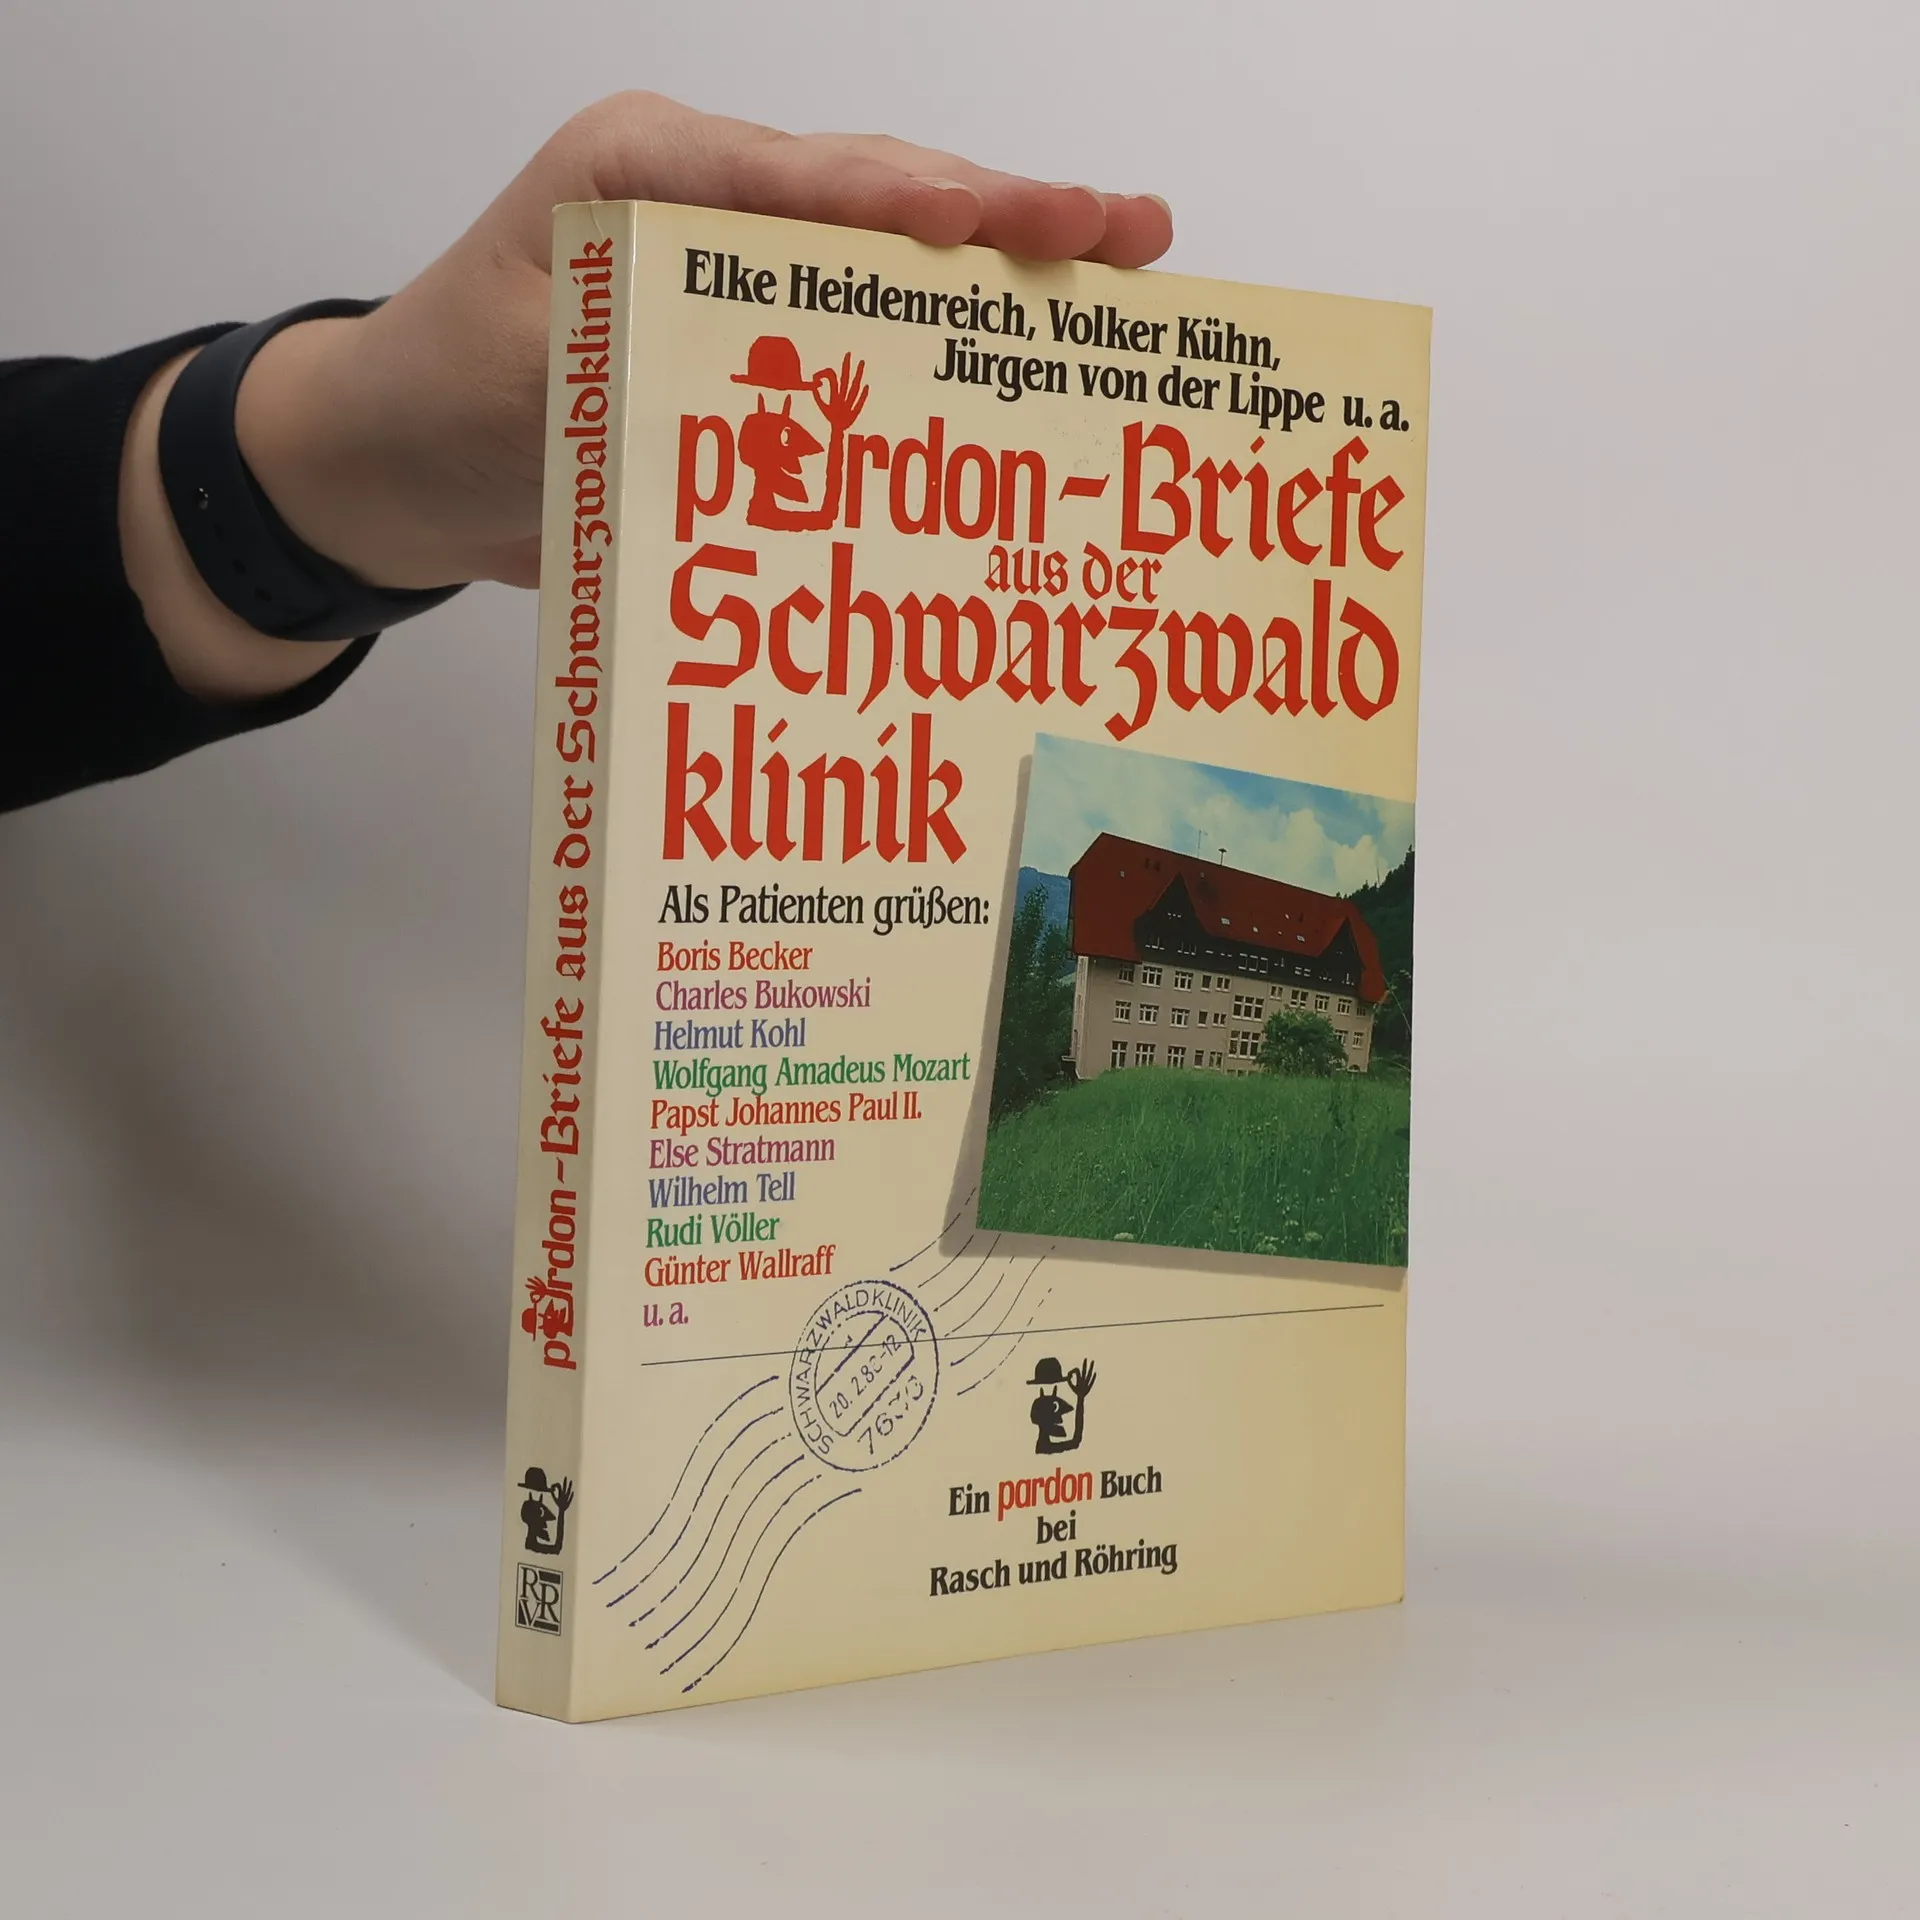 pardon-Briefe aus der Schwarzwaldklinik
RRV
Elke Heidenreich, Volker Kühn,
Jürgen von der Lippe u. a.
pardon-Briefe
aus der
Schwarzwald
klinik
Als Patienten grüßen:
Boris Becker
Charles Bukowski
Helmut Kohl
Wolfgang Amadeus Mozart
Papst Johannes Paul II.
Else Stratmann
Wilhelm Tell
Rudi Völler
Günter Wallraff
u. a.
SCHWARZWALDKLINIK
Ein pardon Buch
bei
Rasch und Röhring